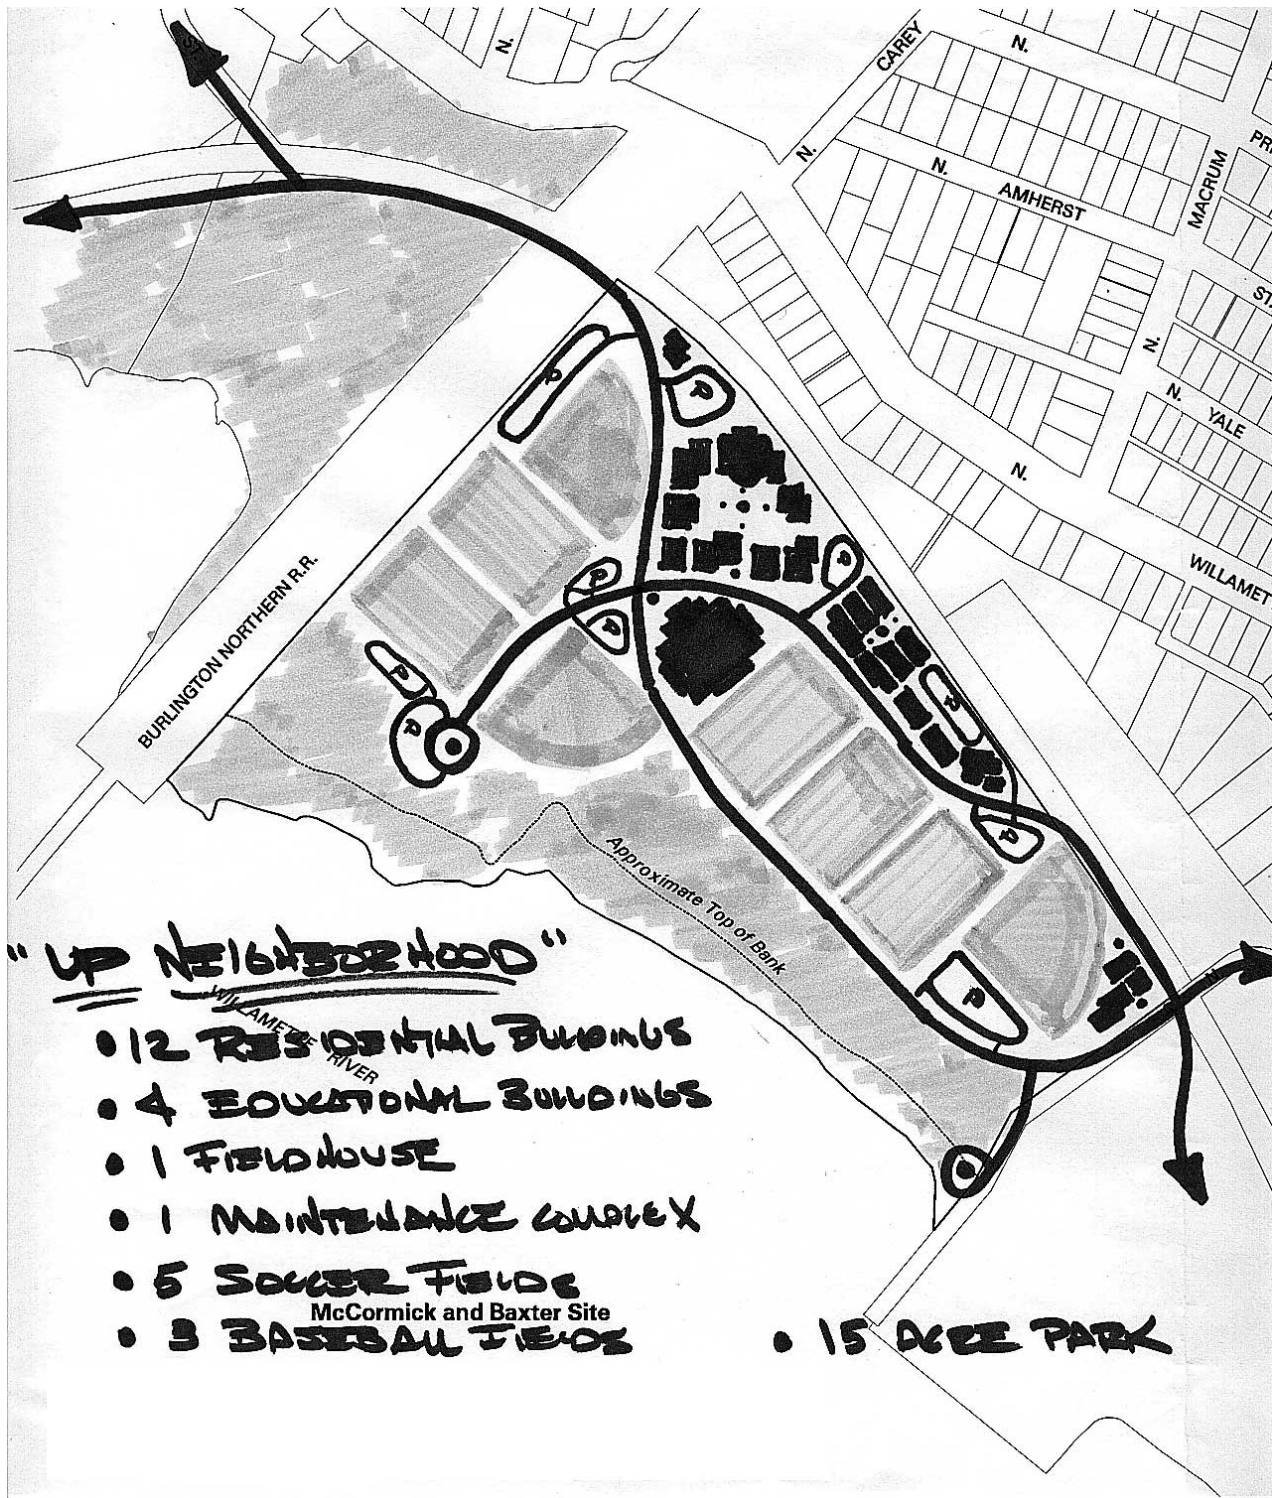 ST.
N.
CAREY
N.
N.
N.
AMHERST
MACRUM
N.
ST.
N.
YALE
N.
WILLAMET
P
P
P
P
P
P
P
P
P
P
BURLINGTON NORTHERN R.R.
Approximate Top of Bank
N.
"UP NEIGHBORHOOD"
WILLAMETTE RIVER
• 12 RESIDENTIAL BUILDINGS
• 4 EDUCATIONAL BUILDINGS
• 1 FIELDHOUSE
• 1 MAINTENANCE COMPLEX
• 5 SOCCER FIELDS
McCormick and Baxter Site
• 3 BASEBALL FIELDS
• 15 ACRE PARK